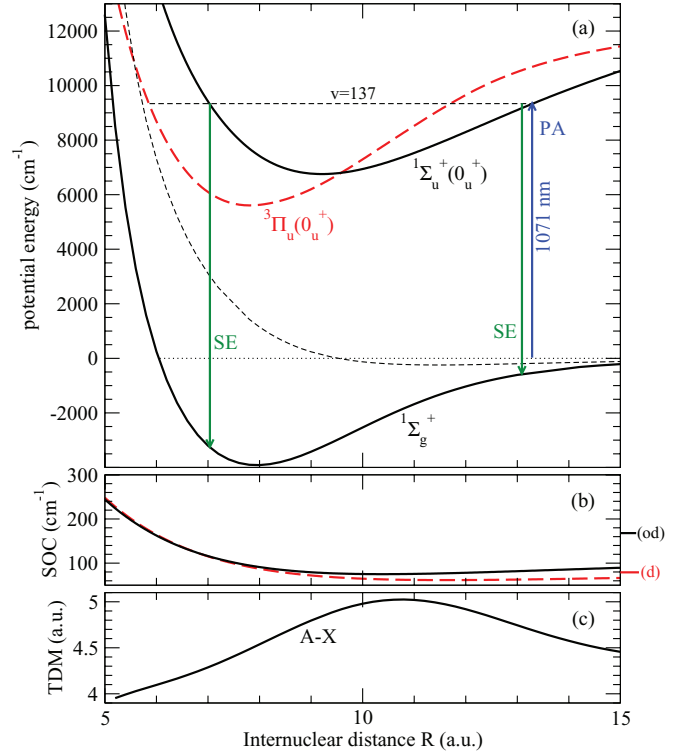 12000
(a)
v=137
10000
PA
8000
¹Σᵤ⁺(0ᵤ⁺)
6000
³Πᵤ(0ᵤ⁺)
1071 nm
4000
potential energy (cm⁻¹)
2000
SE
SE
0
-2000
¹Σg⁺
300
(b)
200
SOC (cm⁻¹)
(od)
100
(d)
5
(c)
4.5
TDM (a.u.)
A-X
4
5
10
15
Internuclear distance R (a.u.)